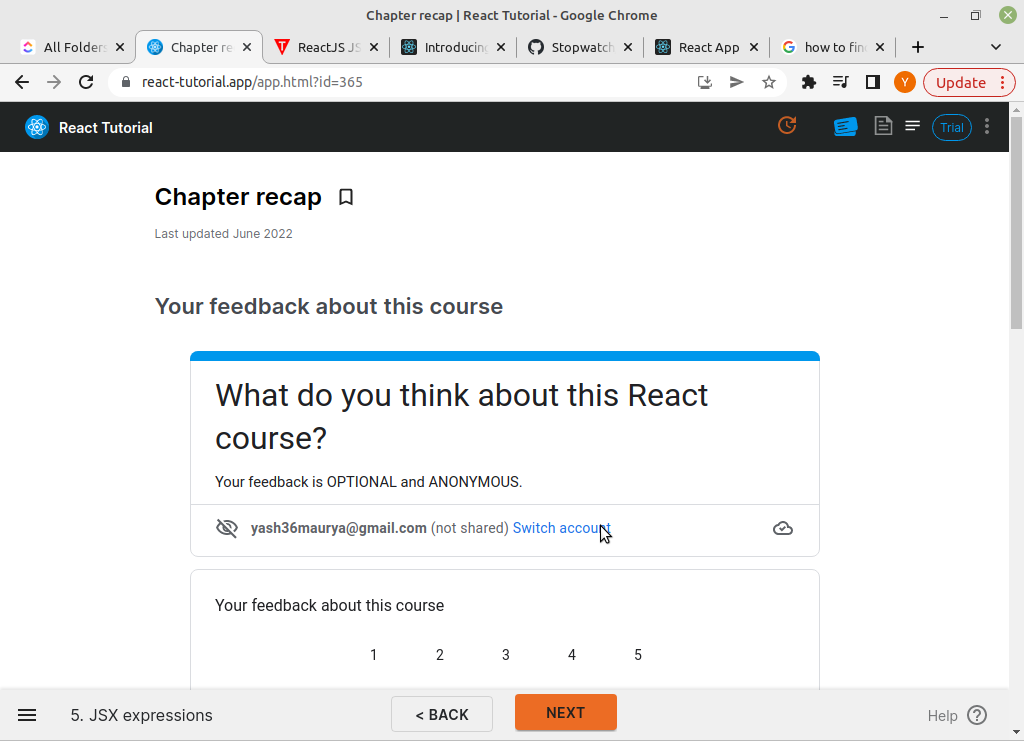 Chapter recap | React Tutorial - Google Chrome
All Folders
Chapter re
ReactJS JS
Introducing
Stopwatch
React App
how to fin
react-tutorial.app/app.html?id=365
Y
Update
React Tutorial
Trial
Chapter recap
Last updated June 2022
Your feedback about this course
What do you think about this React
course?
Your feedback is OPTIONAL and ANONYMOUS.
yash36maurya@gmail.com (not shared) Switch account
Your feedback about this course
1 2 3 4 5
5. JSX expressions
< BACK
NEXT
Help